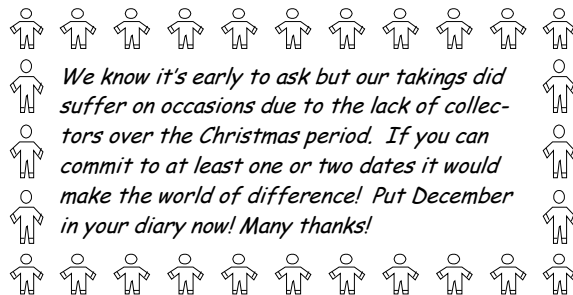 We know it's early to ask but our takings did
suffer on occasions due to the lack of collec-
tors over the Christmas period.  If you can
commit to at least one or two dates it would
make the world of difference!  Put December
in your diary now! Many thanks!